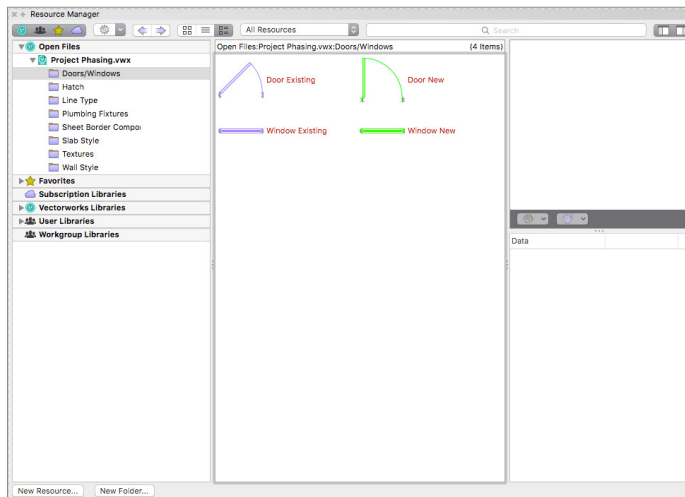 Resource Manager
All Resources
Search
Open Files
Project Phasing.vwx
Doors/Windows
Hatch
Line Type
Plumbing Fixtures
Sheet Border Compo
Slab Style
Textures
Wall Style
Favorites
Subscription Libraries
Vectorworks Libraries
User Libraries
Workgroup Libraries
Open Files:Project Phasing.vwx:Doors/Windows (4 Items)
Door Existing
Door New
Window Existing
Window New
Data
New Resource...
New Folder...